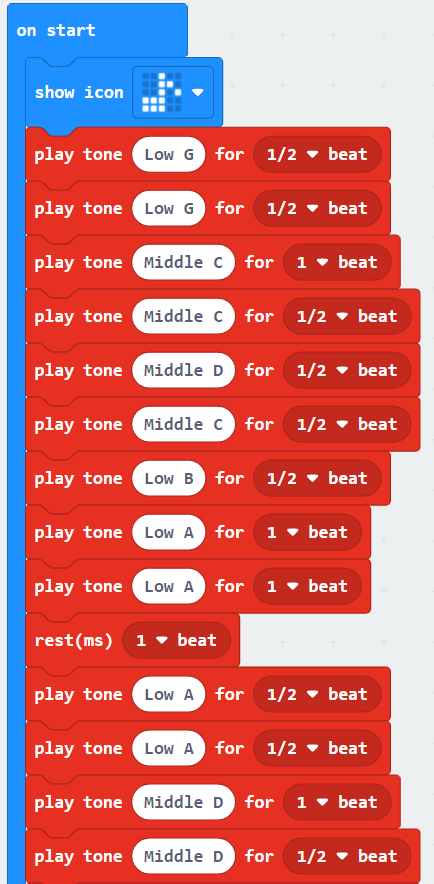 on start
show icon
play tone Low G for 1/2 beat
play tone Low G for 1/2 beat
play tone Middle C for 1 beat
play tone Middle C for 1/2 beat
play tone Middle D for 1/2 beat
play tone Middle C for 1/2 beat
play tone Low B for 1/2 beat
play tone Low A for 1 beat
play tone Low A for 1 beat
rest(ms) 1 beat
play tone Low A for 1/2 beat
play tone Low A for 1/2 beat
play tone Middle D for 1 beat
play tone Middle D for 1/2 beat